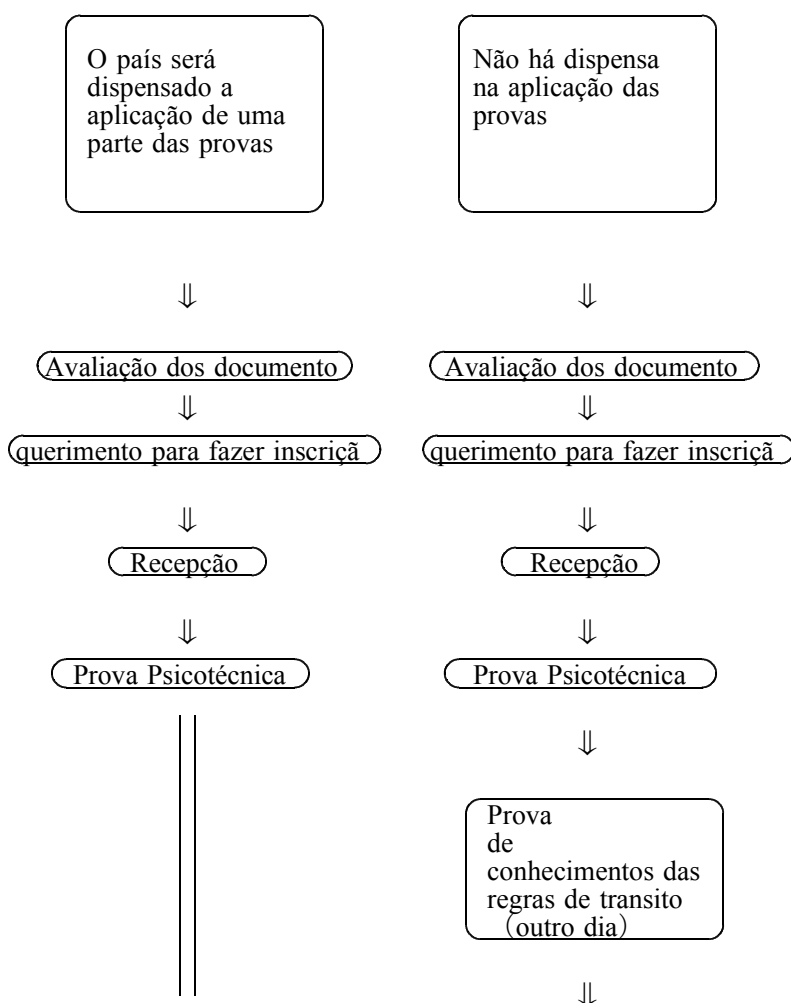 O país será
dispensado a
aplicação de uma
parte das provas
Não há dispensa
na aplicação das
provas
⇓
⇓
Avaliação dos documento
Avaliação dos documento
⇓
⇓
querimento para fazer inscriçã
querimento para fazer inscriçã
⇓
⇓
Recepção
Recepção
⇓
⇓
Prova Psicotécnica
Prova Psicotécnica
⇓
Prova
de
conhecimentos das
regras de transito
（outro dia）
⇓